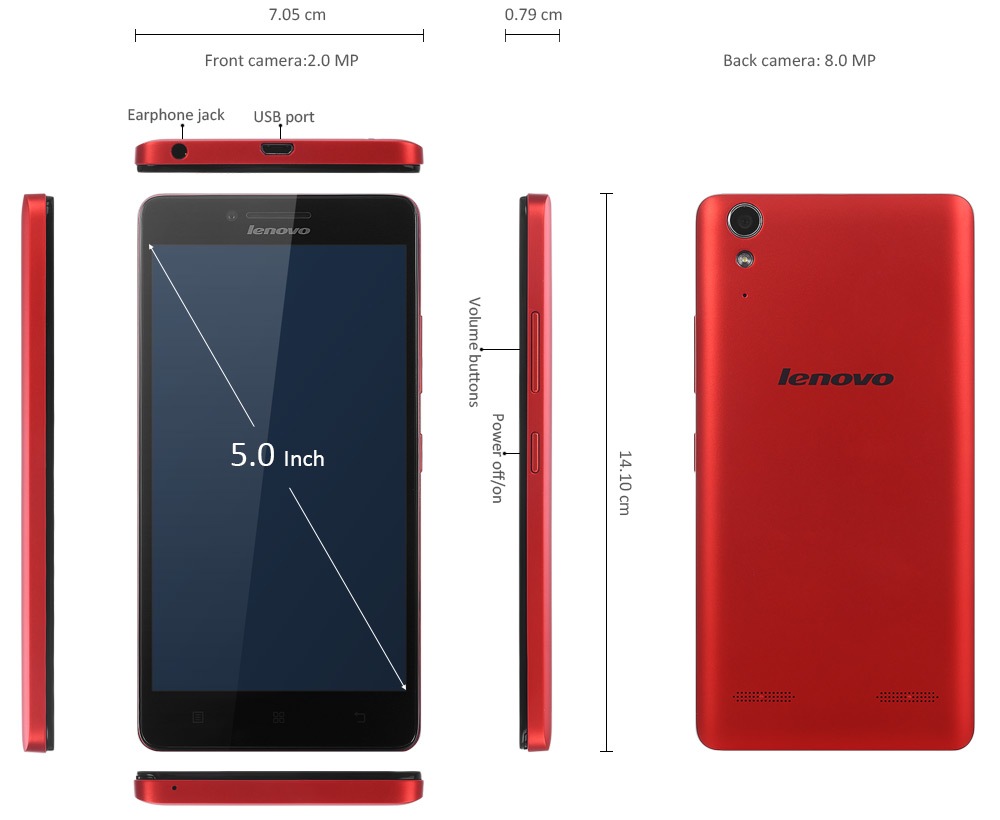 7.05 cm
0.79 cm
Front camera:2.0 MP
Back camera: 8.0 MP
Earphone jack
USB port
lenovo
Volume buttons
lenovo
Power off/on
5.0 Inch
14.10 cm